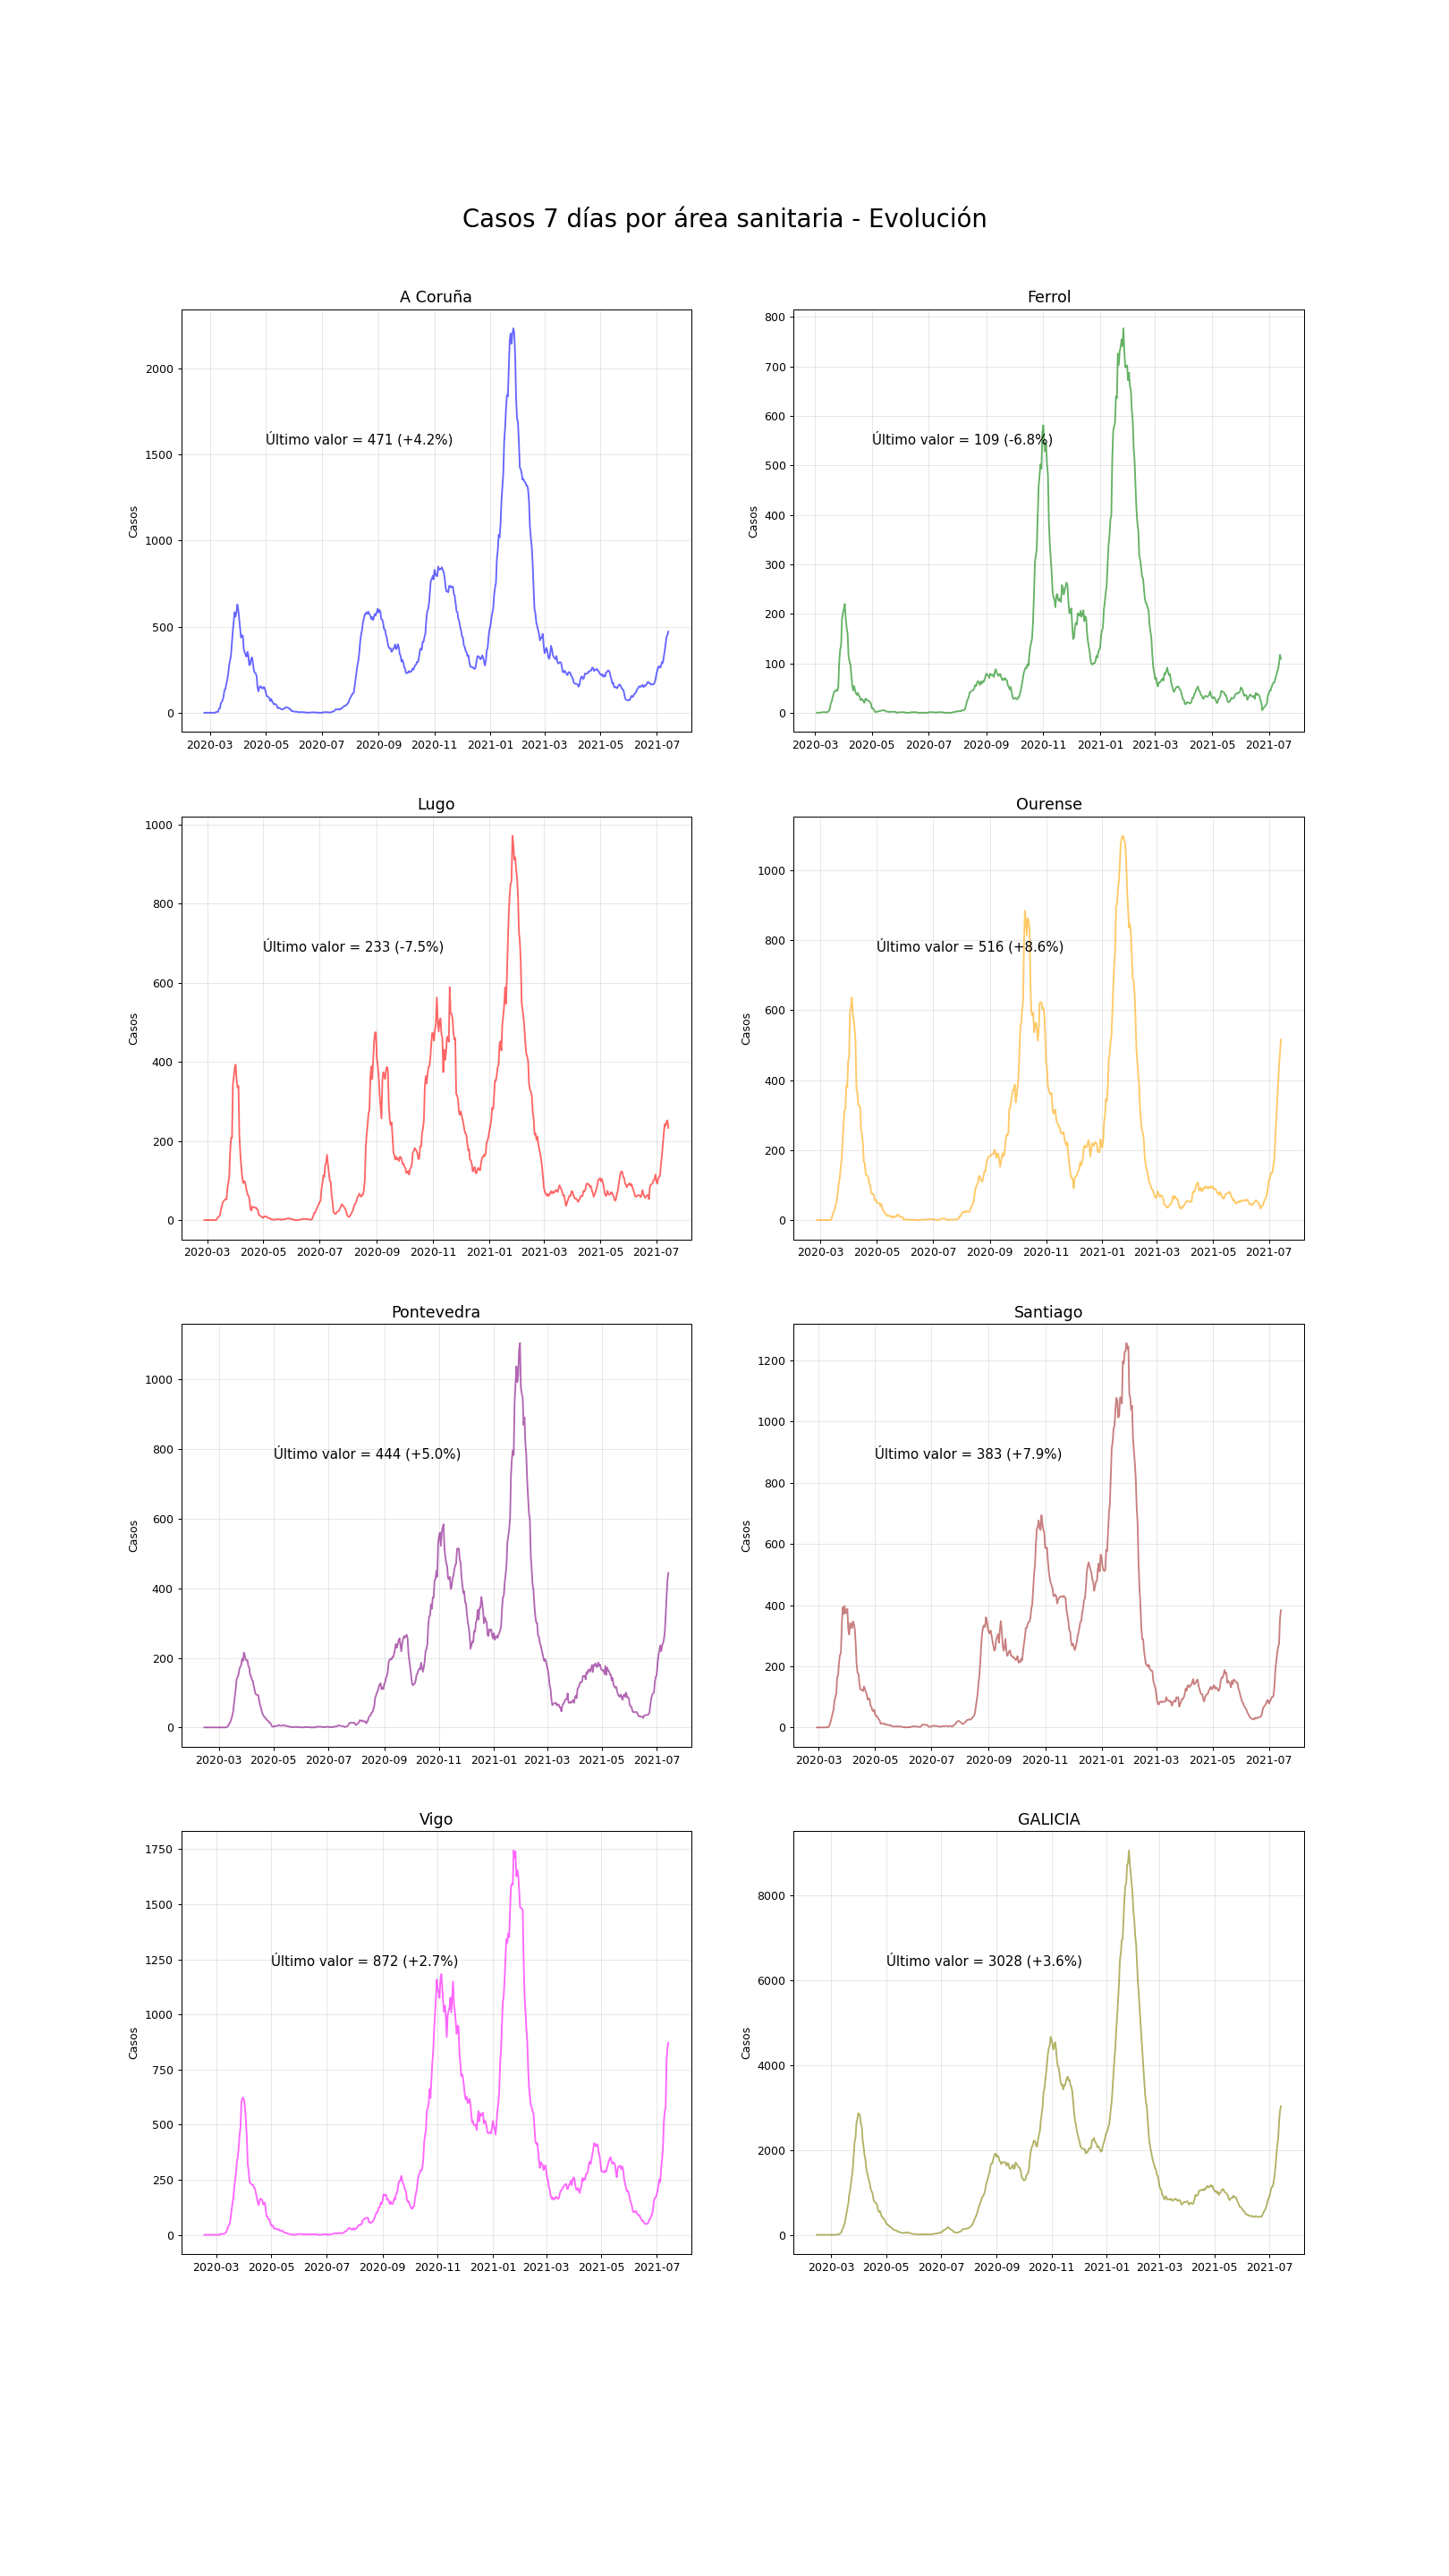 Casos 7 días por área sanitaria - Evolución
A Coruña
Casos
2000
1500
1000
500
0
Último valor = 471 (+4.2%)
2020-03 2020-05 2020-07 2020-09 2020-11 2021-01 2021-03 2021-05 2021-07
Ferrol
Casos
800
700
600
500
400
300
200
100
0
Último valor = 109 (-6.8%)
2020-03 2020-05 2020-07 2020-09 2020-11 2021-01 2021-03 2021-05 2021-07
Lugo
Casos
1000
800
600
400
200
0
Último valor = 233 (-7.5%)
2020-03 2020-05 2020-07 2020-09 2020-11 2021-01 2021-03 2021-05 2021-07
Ourense
Casos
1000
800
600
400
200
0
Último valor = 516 (+8.6%)
2020-03 2020-05 2020-07 2020-09 2020-11 2021-01 2021-03 2021-05 2021-07
Pontevedra
Casos
1000
800
600
400
200
0
Último valor = 444 (+5.0%)
2020-03 2020-05 2020-07 2020-09 2020-11 2021-01 2021-03 2021-05 2021-07
Santiago
Casos
1200
1000
800
600
400
200
0
Último valor = 383 (+7.9%)
2020-03 2020-05 2020-07 2020-09 2020-11 2021-01 2021-03 2021-05 2021-07
Vigo
Casos
1750
1500
1250
1000
750
500
250
0
Último valor = 872 (+2.7%)
2020-03 2020-05 2020-07 2020-09 2020-11 2021-01 2021-03 2021-05 2021-07
GALICIA
Casos
8000
6000
4000
2000
0
Último valor = 3028 (+3.6%)
2020-03 2020-05 2020-07 2020-09 2020-11 2021-01 2021-03 2021-05 2021-07